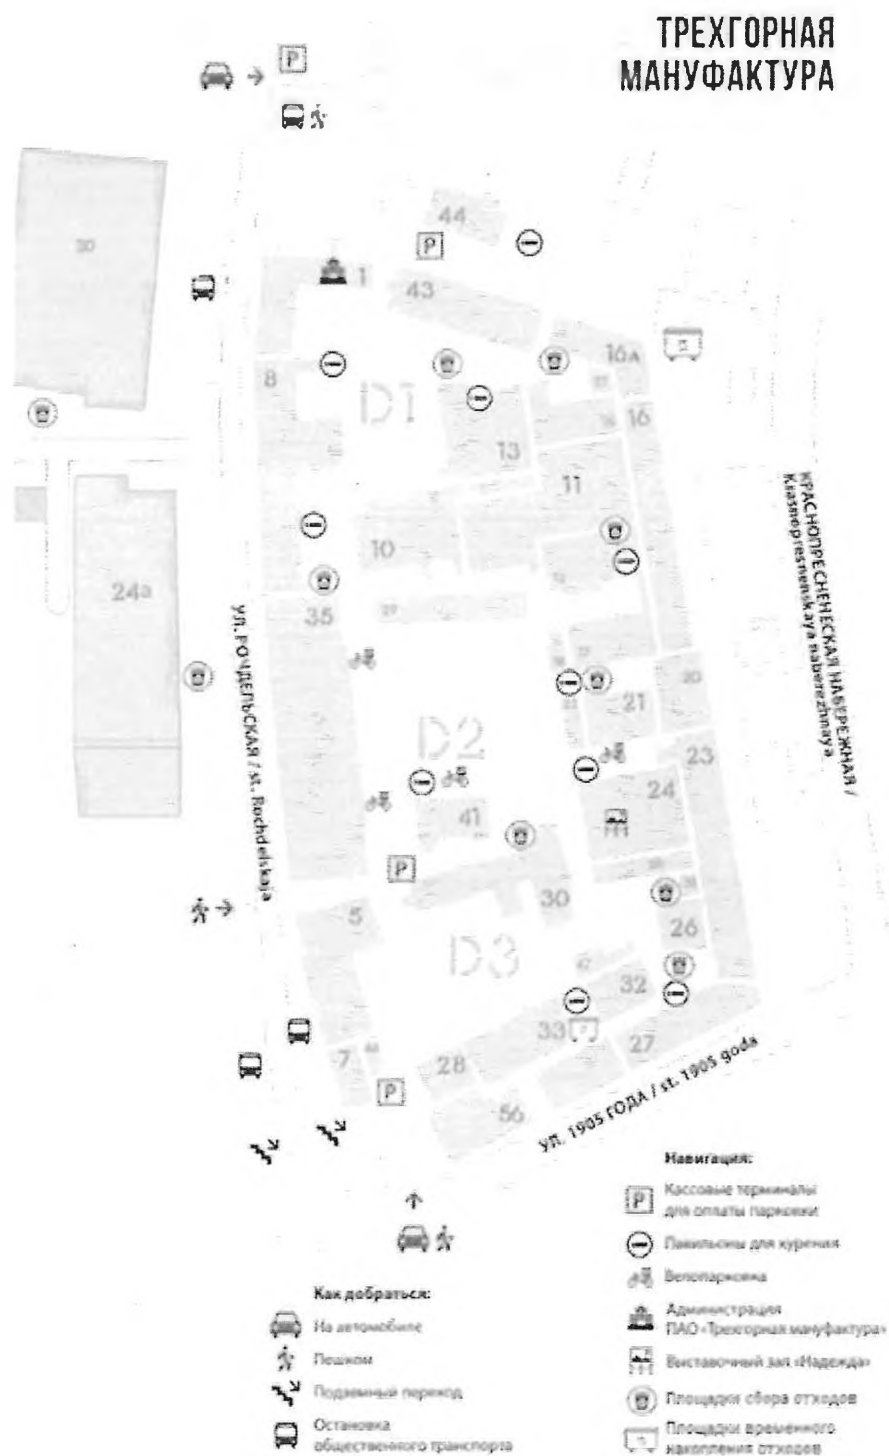 ТРЕХГОРНАЯ
МАНУФАКТУРА
P
44
P
1
43
30
16А
8
D1
16
13
11
10
24а
35
29
20
21
D2
23
24
41
P
30
5
26
D3
32
33
7
28
27
P
56
УЛ. РОЧДЕЛЬСКАЯ / st. Rochdelskaja
КРАСНОПРЕСНЕНЕСКАЯ НАБЕРЕЖНАЯ /
Krasnopresnenskaya naberezhnaya
УЛ. 1905 ГОДА / st. 1905 goda
Навигация:
P Кассовые терминалы
для оплаты парковки
Павильоны для курения
Велопарковка
Администрация
ПАО «Трехгорная мануфактура»
Выставочный зал «Надежда»
Площадки сбора отходов
Площадки временного
накопления отходов
Как добраться:
На автомобиле
Пешком
Подземный переход
Остановка
общественного транспорта